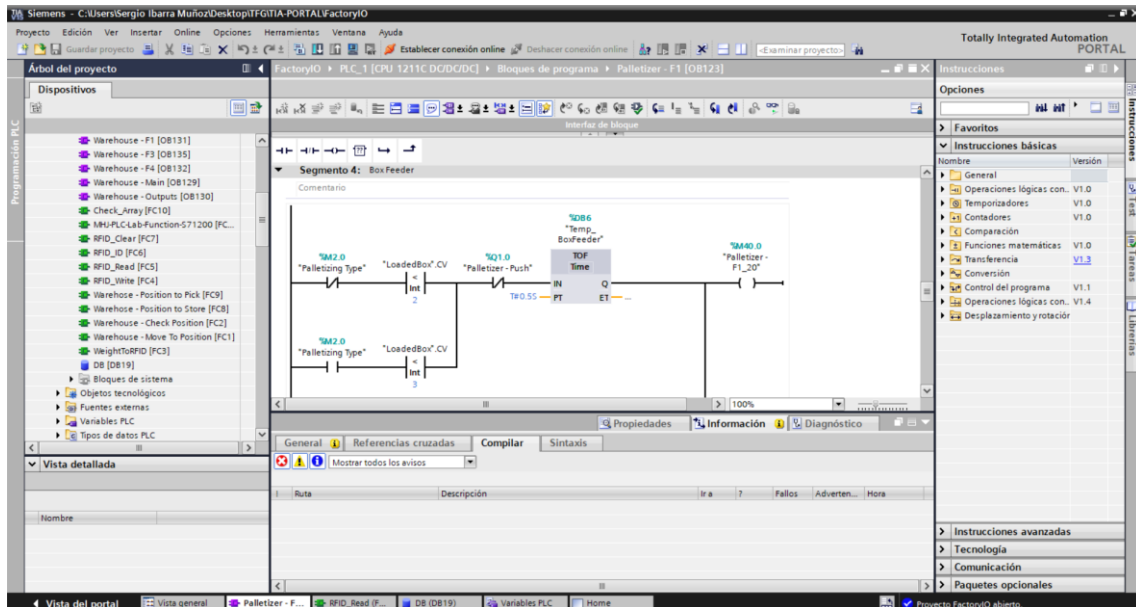 Siemens - C:\Users\Sergio Ibarra Muñoz\Desktop\TFG\TIA-PORTAL\FactoryIO
Proyecto Edición Ver Insertar Online Opciones Herramientas Ventana Ayuda
Totally Integrated Automation
PORTAL
Guardar proyecto
Establecer conexión online
Deshacer conexión online
<Examinar proyecto>
Árbol del proyecto
Dispositivos
Programación PLC
Warehouse - F1 [OB131]
Warehouse - F3 [OB135]
Warehouse - F4 [OB132]
Warehouse - Main [OB129]
Warehouse - Outputs [OB130]
Check_Array [FC10]
MHJ-PLC-Lab-Function-S71200 [FC...
RFID_Clear [FC7]
RFID_ID [FC6]
RFID_Read [FC5]
RFID_Write [FC4]
Warehose - Position to Pick [FC9]
Warehose - Position to Store [FC8]
Warehouse - Check Position [FC2]
Warehouse - Move To Position [FC1]
WeightToRFID [FC3]
DB [DB19]
Bloques de sistema
Objetos tecnológicos
Fuentes externas
Variables PLC
Tipos de datos PLC
Vista detallada
Nombre
FactoryIO ▸ PLC_1 [CPU 1211C DC/DC/DC] ▸ Bloques de programa ▸ Palletizer - F1 [OB123]
Interfaz de bloque
Segmento 4: Box Feeder
Comentario
%DB6
"Temp_
BoxFeeder"
%M2.0
"Palletizing Type"
"LoadedBox".CV
<
Int
2
%Q1.0
"Palletizer - Push"
TOF
Time
IN Q
T#0.5S PT ET ...
%M40.0
"Palletizer -
F1_20"
%M2.0
"Palletizing Type"
"LoadedBox".CV
<
Int
3
100%
Propiedades Información Diagnóstico
General Referencias cruzadas Compilar Sintaxis
Mostrar todos los avisos
! Ruta Descripción Ir a ? Fallos Adverten... Hora
Instrucciones
Opciones
Favoritos
Instrucciones básicas
Nombre Versión
General
Operaciones lógicas con... V1.0
Temporizadores V1.0
Contadores V1.0
Comparación
Funciones matemáticas V1.0
Transferencia V1.3
Conversión
Control del programa V1.1
Operaciones lógicas con... V1.4
Desplazamiento y rotación
Instrucciones avanzadas
Tecnología
Comunicación
Paquetes opcionales
Instrucciones
Test
Tareas
Librerías
Vista del portal Vista general Palletizer - F... RFID_Read (F... DB (DB19) Variables PLC Home
Proyecto FactoryIO abierto.